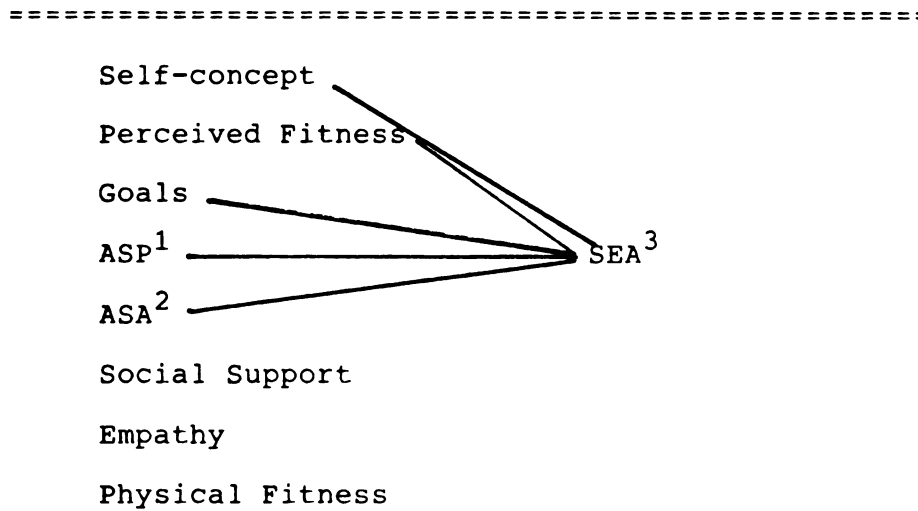 Self-concept
Perceived Fitness
Goals
ASP¹
SEA³
ASA²
Social Support
Empathy
Physical Fitness